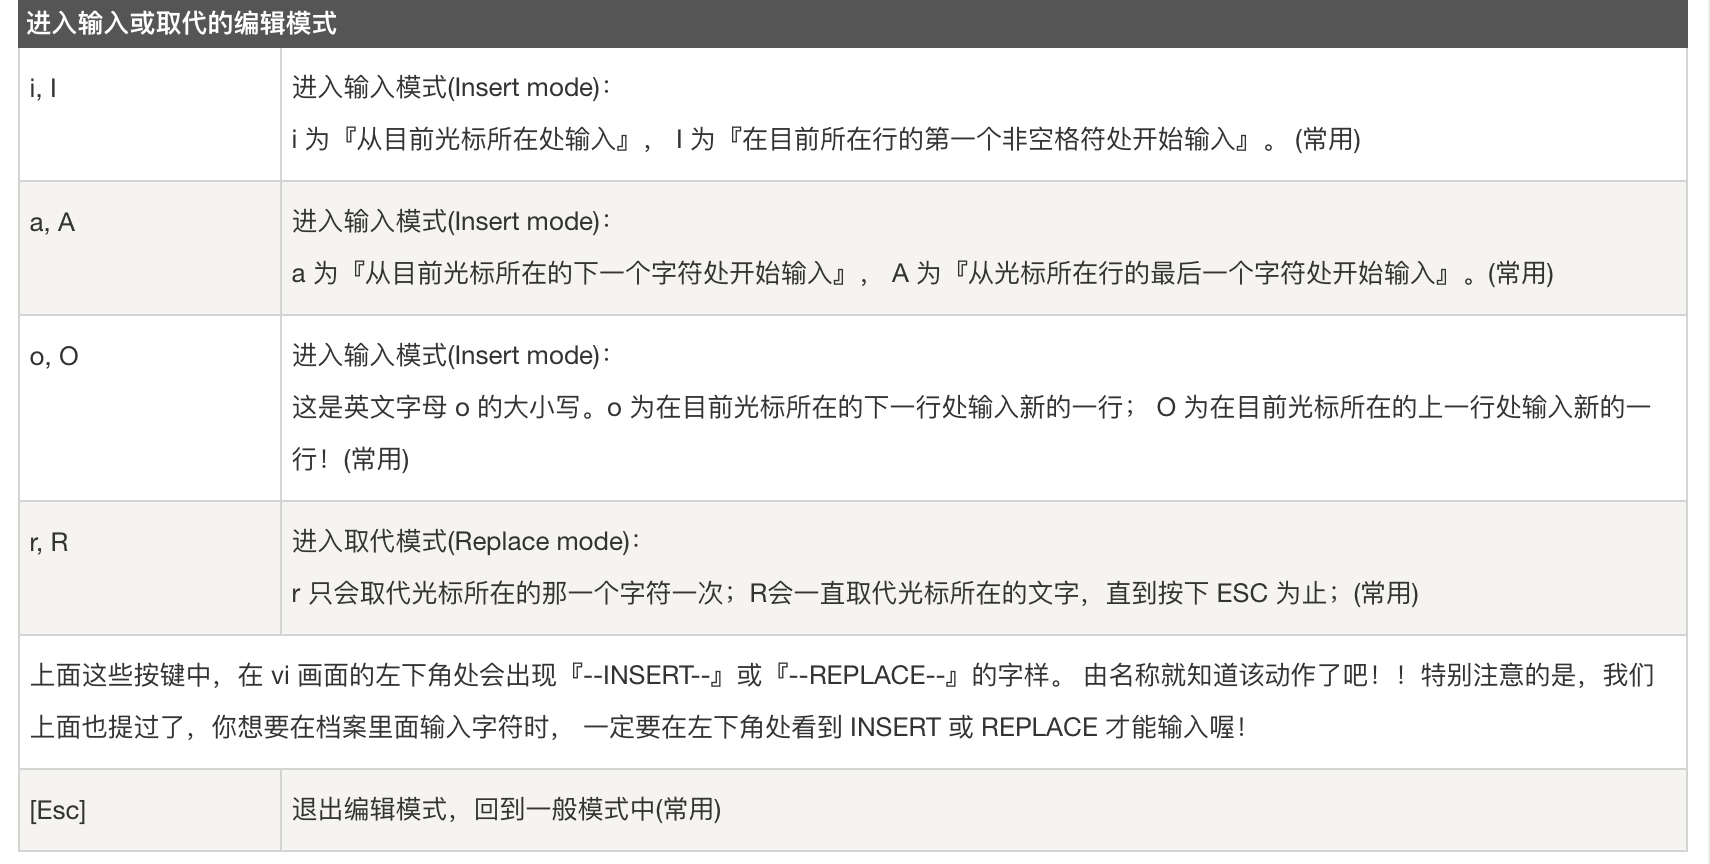 进入输入或取代的编辑模式
i, I
进入输入模式(Insert mode)：
i 为『从目前光标所在处输入』， I 为『在目前所在行的第一个非空格符处开始输入』。 (常用)
a, A
进入输入模式(Insert mode)：
a 为『从目前光标所在的下一个字符处开始输入』， A 为『从光标所在行的最后一个字符处开始输入』。(常用)
o, O
进入输入模式(Insert mode)：
这是英文字母 o 的大小写。o 为在目前光标所在的下一行处输入新的一行； O 为在目前光标所在的上一行处输入新的一
行！(常用)
r, R
进入取代模式(Replace mode)：
r 只会取代光标所在的那一个字符一次；R会一直取代光标所在的文字，直到按下 ESC 为止；(常用)
上面这些按键中，在 vi 画面的左下角处会出现『--INSERT--』或『--REPLACE--』的字样。 由名称就知道该动作了吧！！特别注意的是，我们
上面也提过了，你想要在档案里面输入字符时， 一定要在左下角处看到 INSERT 或 REPLACE 才能输入喔！
[Esc]
退出编辑模式，回到一般模式中(常用)